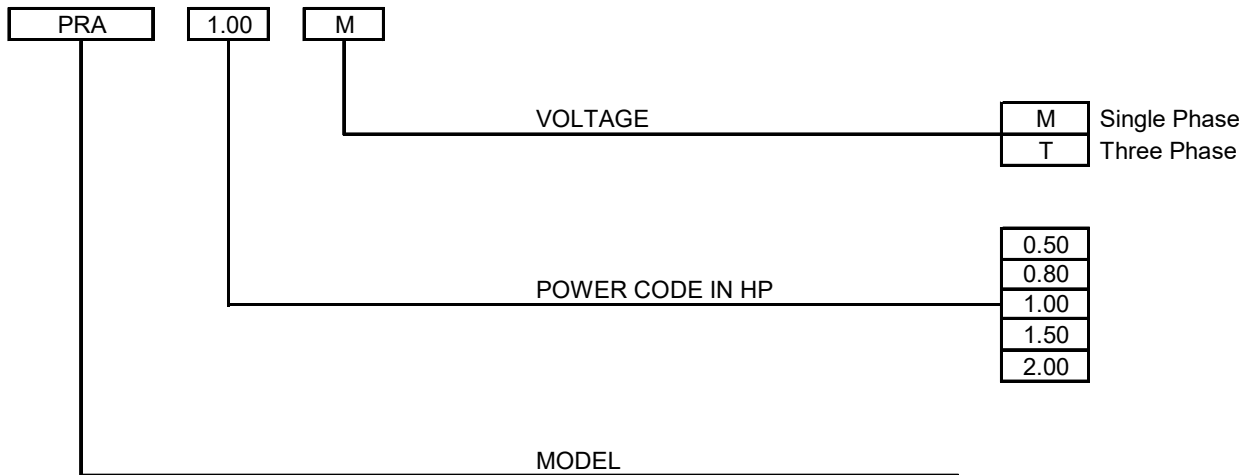 PRA 1.00 M
VOLTAGE M Single Phase
T Three Phase
0.50
0.80
POWER CODE IN HP 1.00
1.50
2.00
MODEL